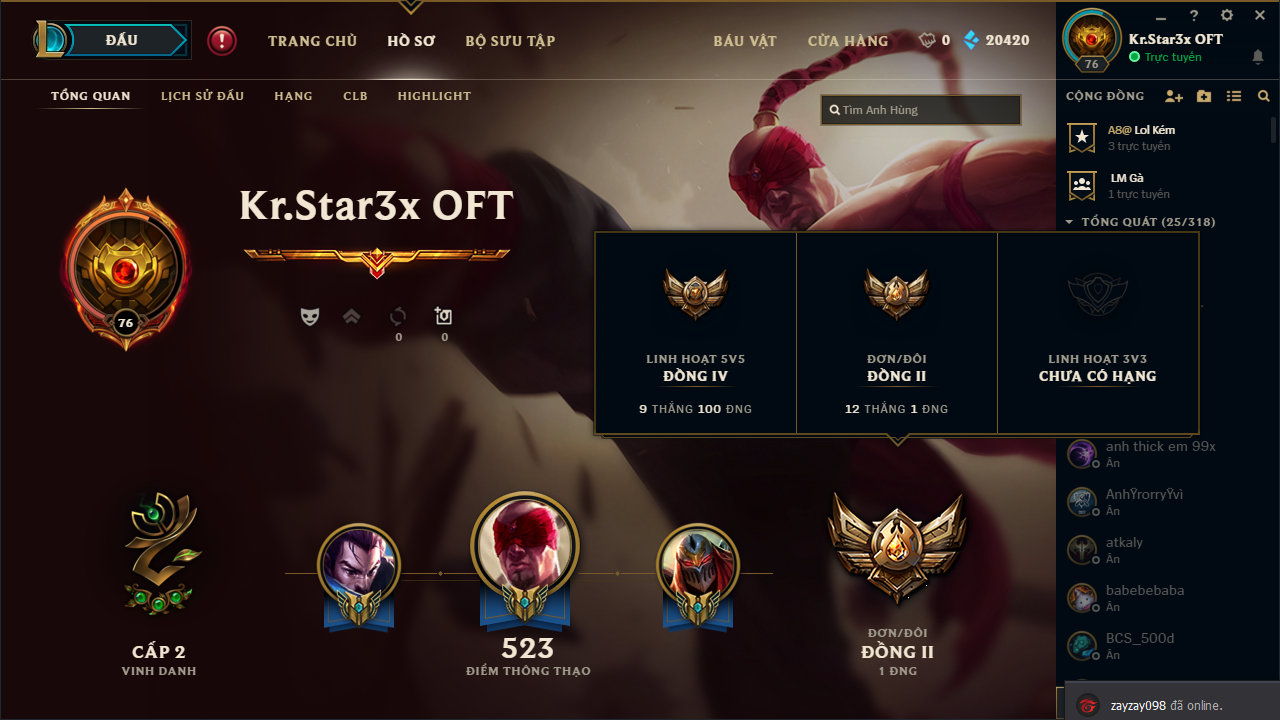 ĐẤU
TRANG CHỦ
HỒ SƠ
BỘ SƯU TẬP
BÁU VẬT
CỬA HÀNG
0
20420
?
Kr.Star3x OFT
Trực tuyến
76
TỔNG QUAN
LỊCH SỬ ĐẤU
HẠNG
CLB
HIGHLIGHT
Tìm Anh Hùng
CỘNG ĐỒNG
A8@ Lol Kém
3 trực tuyến
LM Gà
1 trực tuyến
TỔNG QUÁT (25/318)
Kr.Star3x OFT
76
0
0
LINH HOẠT 5V5
ĐỒNG IV
9 THẮNG 100 ĐNG
ĐƠN/ĐÔI
ĐỒNG II
12 THẮNG 1 ĐNG
LINH HOẠT 3V3
CHƯA CÓ HẠNG
anh thick em 99x
Ẩn
AnhŸrorryŸvì
Ẩn
atkaly
Ẩn
babebebaba
Ẩn
BCS_500d
Ẩn
CẤP 2
VINH DANH
523
ĐIỂM THÔNG THẠO
ĐƠN/ĐÔI
ĐỒNG II
1 ĐNG
zayzay098 đã online.